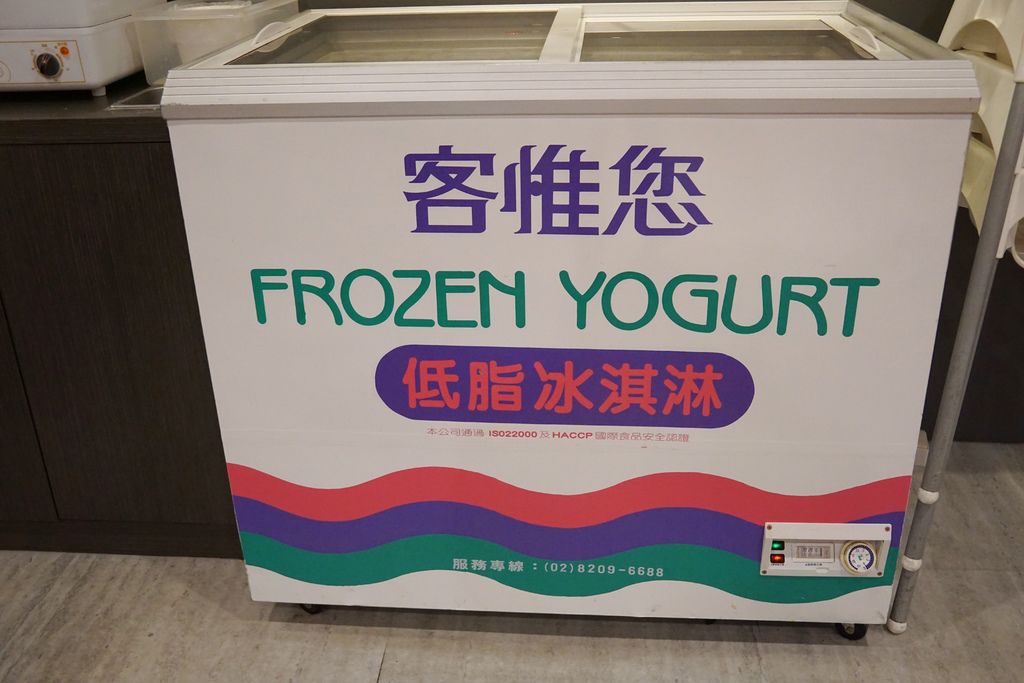 客惟您
FROZEN YOGURT
低脂冰淇淋
本公司通過 ISO22000 及 HACCP 國際食品安全認證
服務專線：(02)8209-6688